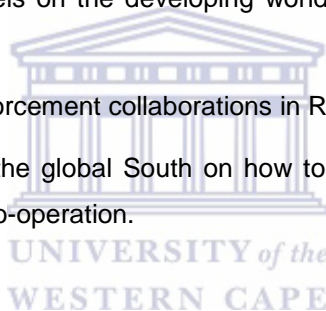 els on the developing world
orcement collaborations in R
the global South on how to
o-operation.
UNIVERSITY of the
WESTERN CAPE